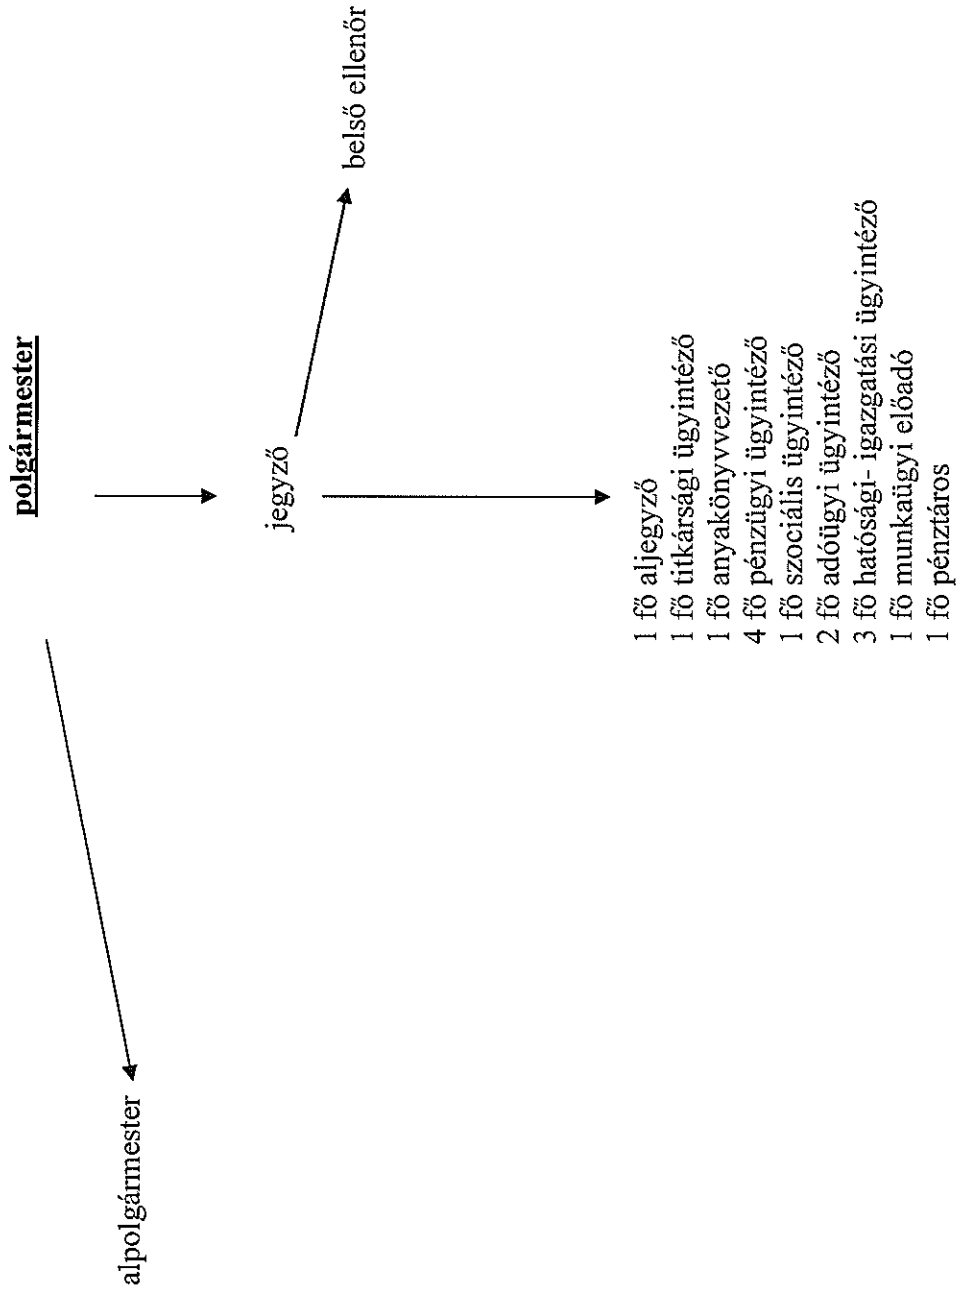 polgármester
alpolgármester
jegyző
belső ellenőr
1 fő aljegyző
1 fő titkársági ügyintéző
1 fő anyakönyvvezető
4 fő pénzügyi ügyintéző
1 fő szociális ügyintéző
2 fő adóügyi ügyintéző
3 fő hatósági- igazgatási ügyintéző
1 fő munkaügyi előadó
1 fő pénztáros